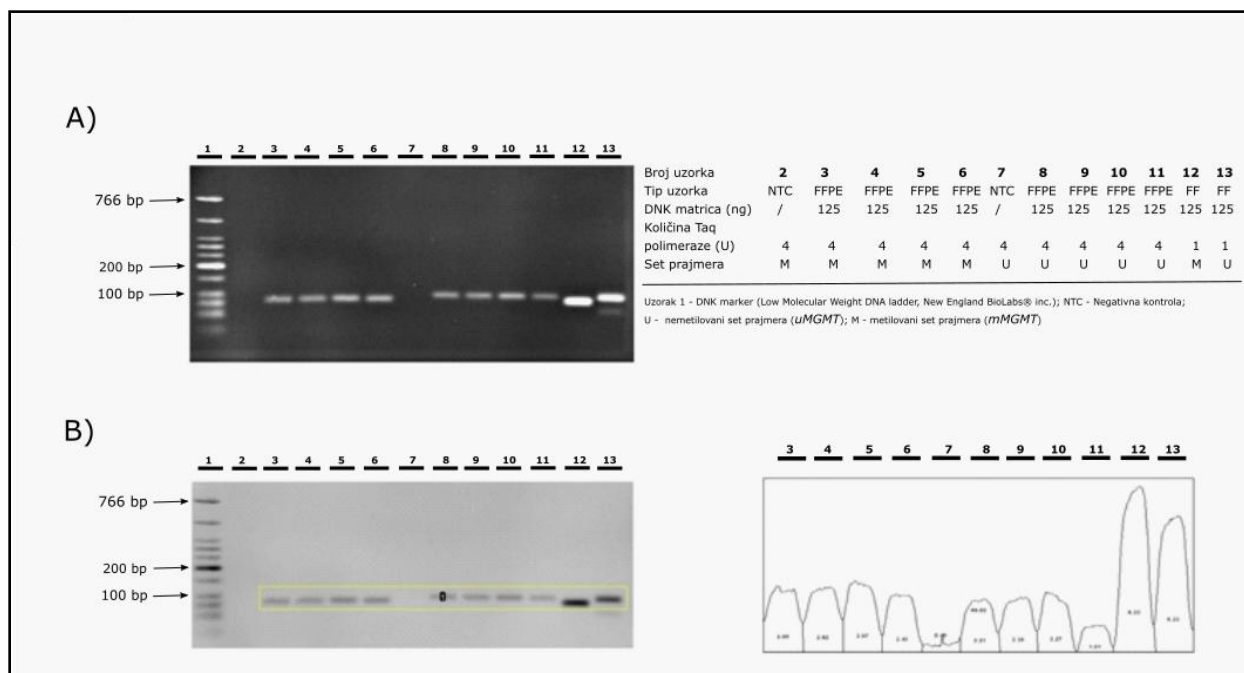 A)
1 2 3 4 5 6 7 8 9 10 11 12 13
766 bp
200 bp
100 bp
Broj uzorka 2 3 4 5 6 7 8 9 10 11 12 13
Tip uzorka NTC FFPE FFPE FFPE FFPE NTC FFPE FFPE FFPE FFPE FF FF
DNK matrica (ng) / 125 125 125 125 / 125 125 125 125 125 125
Količina Taq
polimeraze (U) 4 4 4 4 4 4 4 4 4 4 1 1
Set prajmera M M M M M U U U U U M U
Uzorak 1 - DNK marker (Low Molecular Weight DNA ladder, New England BioLabs® inc.); NTC - Negativna kontrola;
U - nemetilovani set prajmera (uMGMT); M - metilovani set prajmera (mMGMT)
B)
1 2 3 4 5 6 7 8 9 10 11 12 13
766 bp
200 bp
100 bp
0
3 4 5 6 7 8 9 10 11 12 13